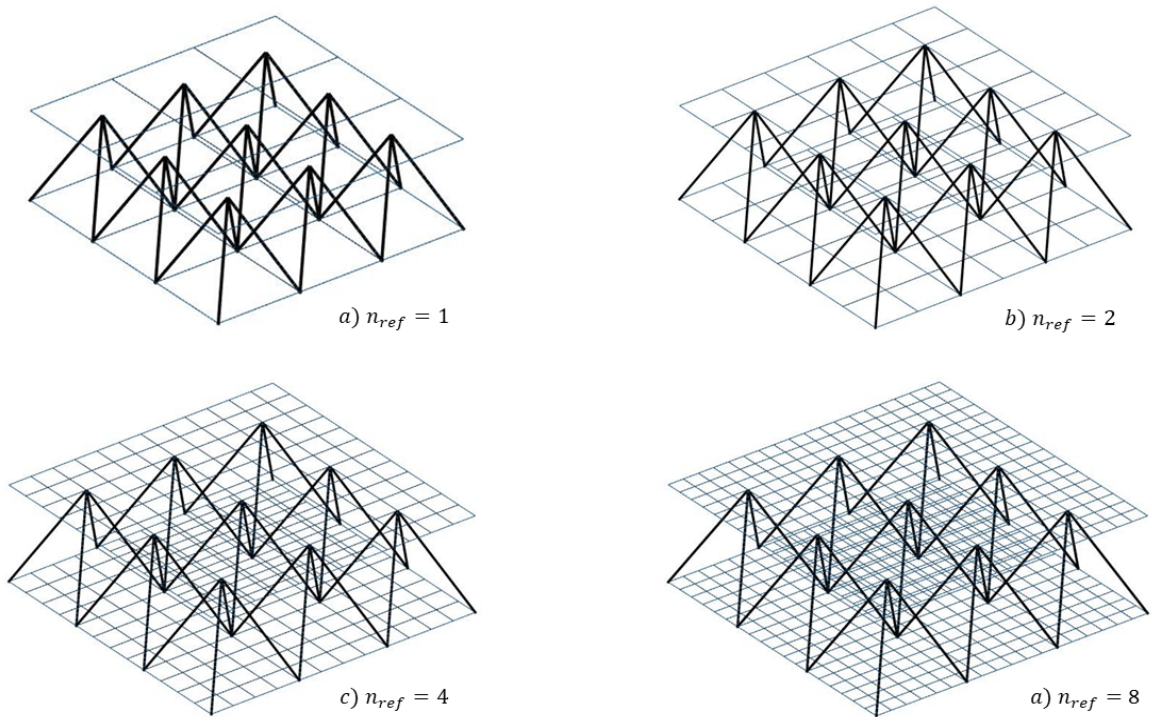 a) n_ref = 1
b) n_ref = 2
c) n_ref = 4
a) n_ref = 8